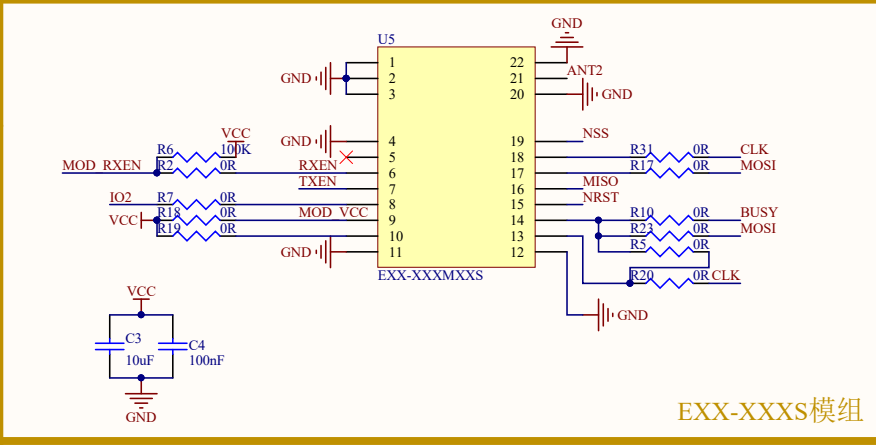 GND
U5
1 22
GND 2 21 ANT2
3 20 GND
GND 4 19 NSS
VCC
R6 100K 5 18 R31 0R CLK
MOD_RXEN R2 0R RXEN 6 17 R17 0R MOSI
TXEN 7 16 MISO
IO2 R7 0R 8 15 NRST
VCC R18 0R MOD_VCC 9 14 R10 0R BUSY
R19 0R 10 13 R23 0R MOSI
GND 11 12 R5 0R
EXX-XXXMXXS R20 0R CLK
VCC
GND
C3 C4
10uF 100nF
GND
EXX-XXXS模组